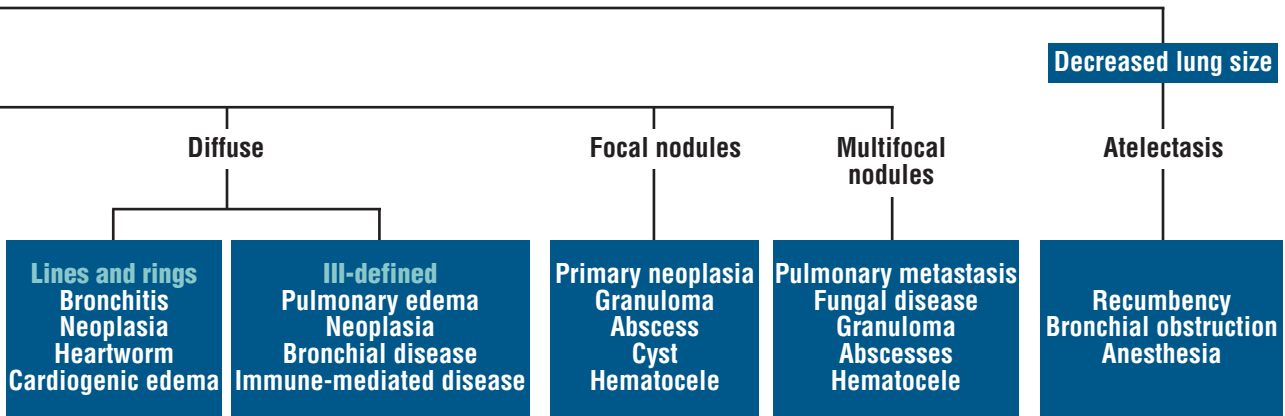 Decreased lung size
Diffuse
Focal nodules
Multifocal
nodules
Atelectasis
Lines and rings
Bronchitis
Neoplasia
Heartworm
Cardiogenic edema
Ill-defined
Pulmonary edema
Neoplasia
Bronchial disease
Immune-mediated disease
Primary neoplasia
Granuloma
Abscess
Cyst
Hematocele
Pulmonary metastasis
Fungal disease
Granuloma
Abscesses
Hematocele
Recumbency
Bronchial obstruction
Anesthesia